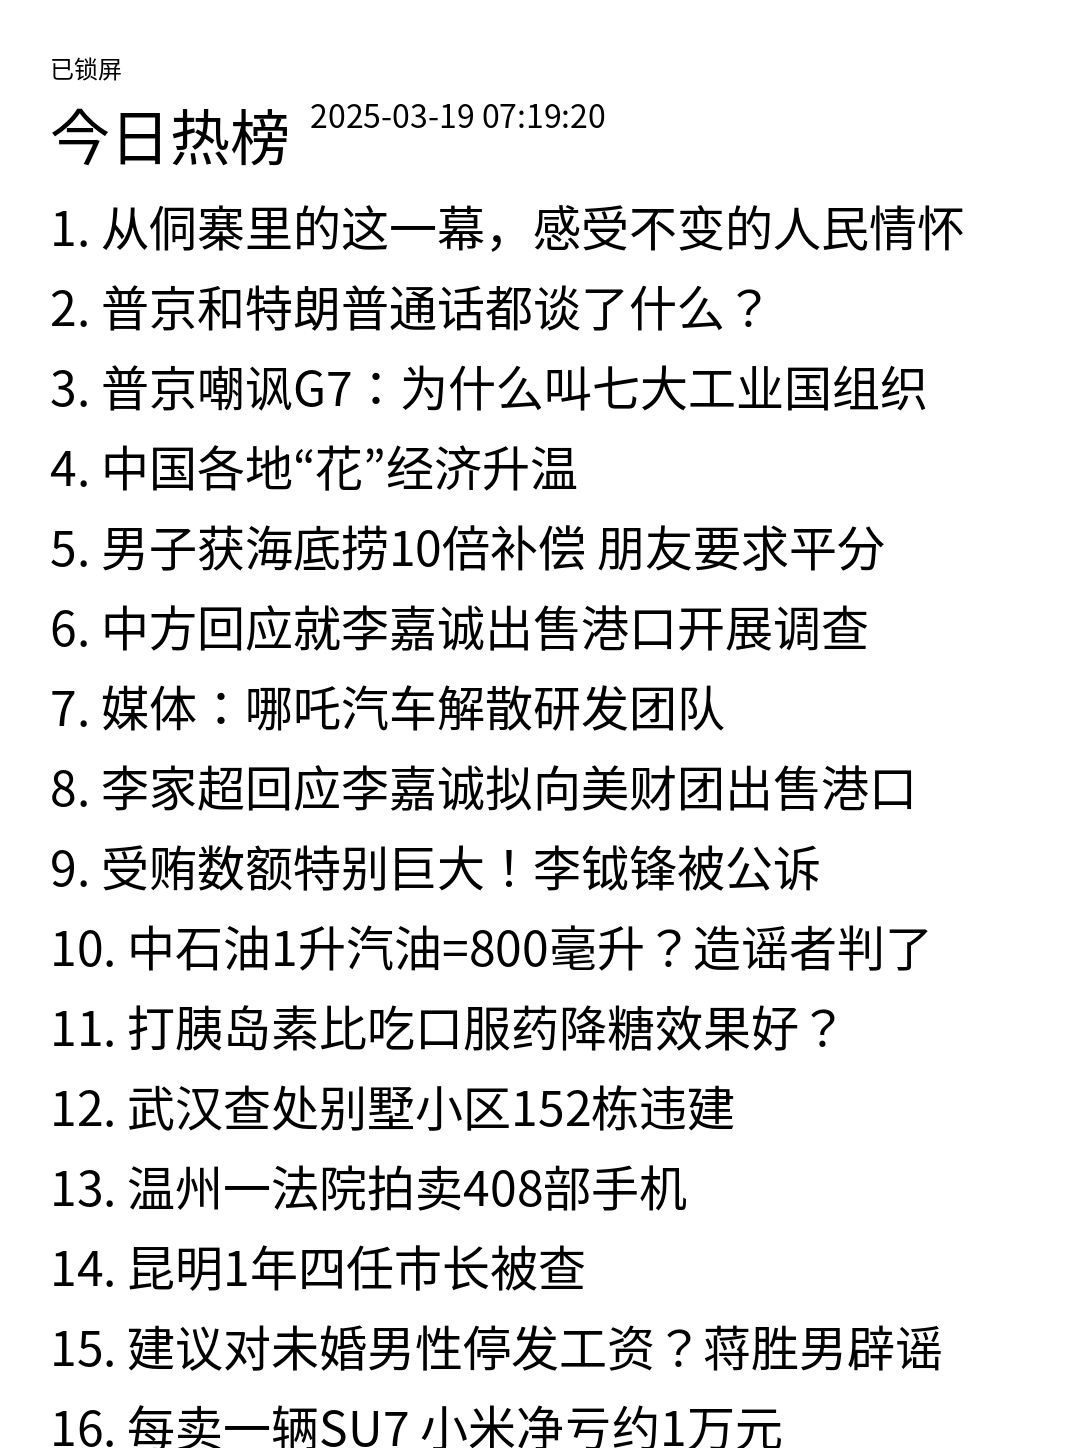 已锁屏
今日热榜 2025-03-19 07:19:20
1. 从侗寨里的这一幕，感受不变的人民情怀
2. 普京和特朗普通话都谈了什么？
3. 普京嘲讽G7：为什么叫七大工业国组织
4. 中国各地“花”经济升温
5. 男子获海底捞10倍补偿 朋友要求平分
6. 中方回应就李嘉诚出售港口开展调查
7. 媒体：哪吒汽车解散研发团队
8. 李家超回应李嘉诚拟向美财团出售港口
9. 受贿数额特别巨大！李钺锋被公诉
10. 中石油1升汽油=800毫升？造谣者判了
11. 打胰岛素比吃口服药降糖效果好？
12. 武汉查处别墅小区152栋违建
13. 温州一法院拍卖408部手机
14. 昆明1年四任市长被查
15. 建议对未婚男性停发工资？蒋胜男辟谣
16. 每卖一辆SU7 小米净亏约1万元